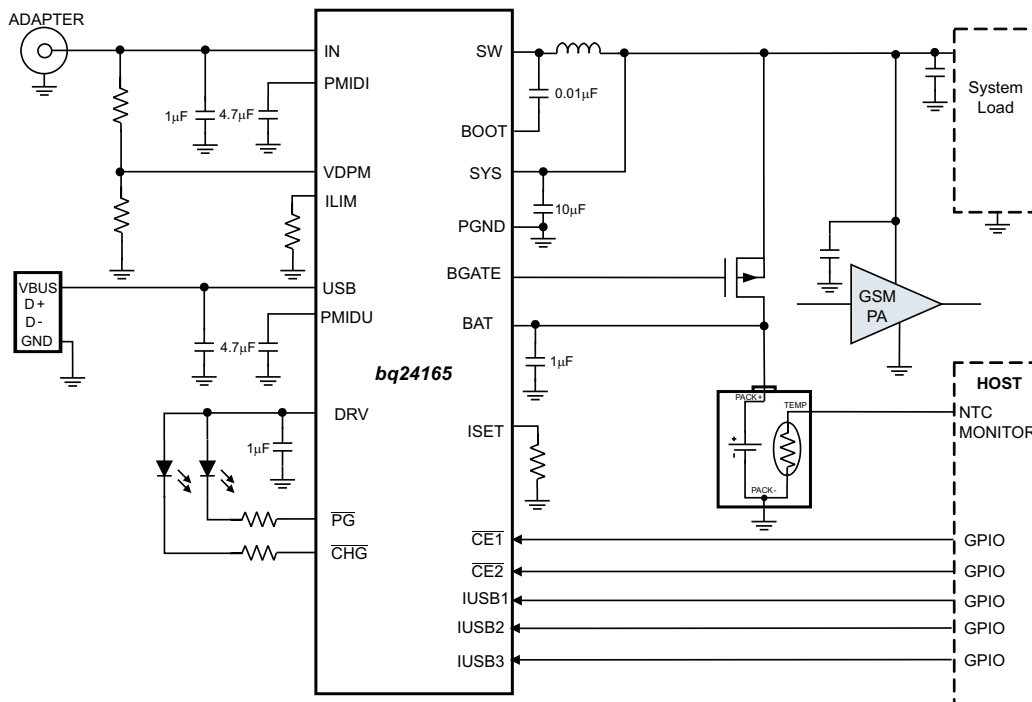 ADAPTER
IN
PMIDI
1µF
4.7µF
VDPM
ILIM
VBUS
D+
D-
GND
USB
PMIDU
4.7µF
bq24165
DRV
1µF
PG
CHG
SW
0.01µF
BOOT
SYS
10µF
PGND
BGATE
BAT
1µF
ISET
CE1
CE2
IUSB1
IUSB2
IUSB3
System
Load
GSM
PA
PACK+
TEMP
+
-
PACK-
HOST
NTC
MONITOR
GPIO
GPIO
GPIO
GPIO
GPIO